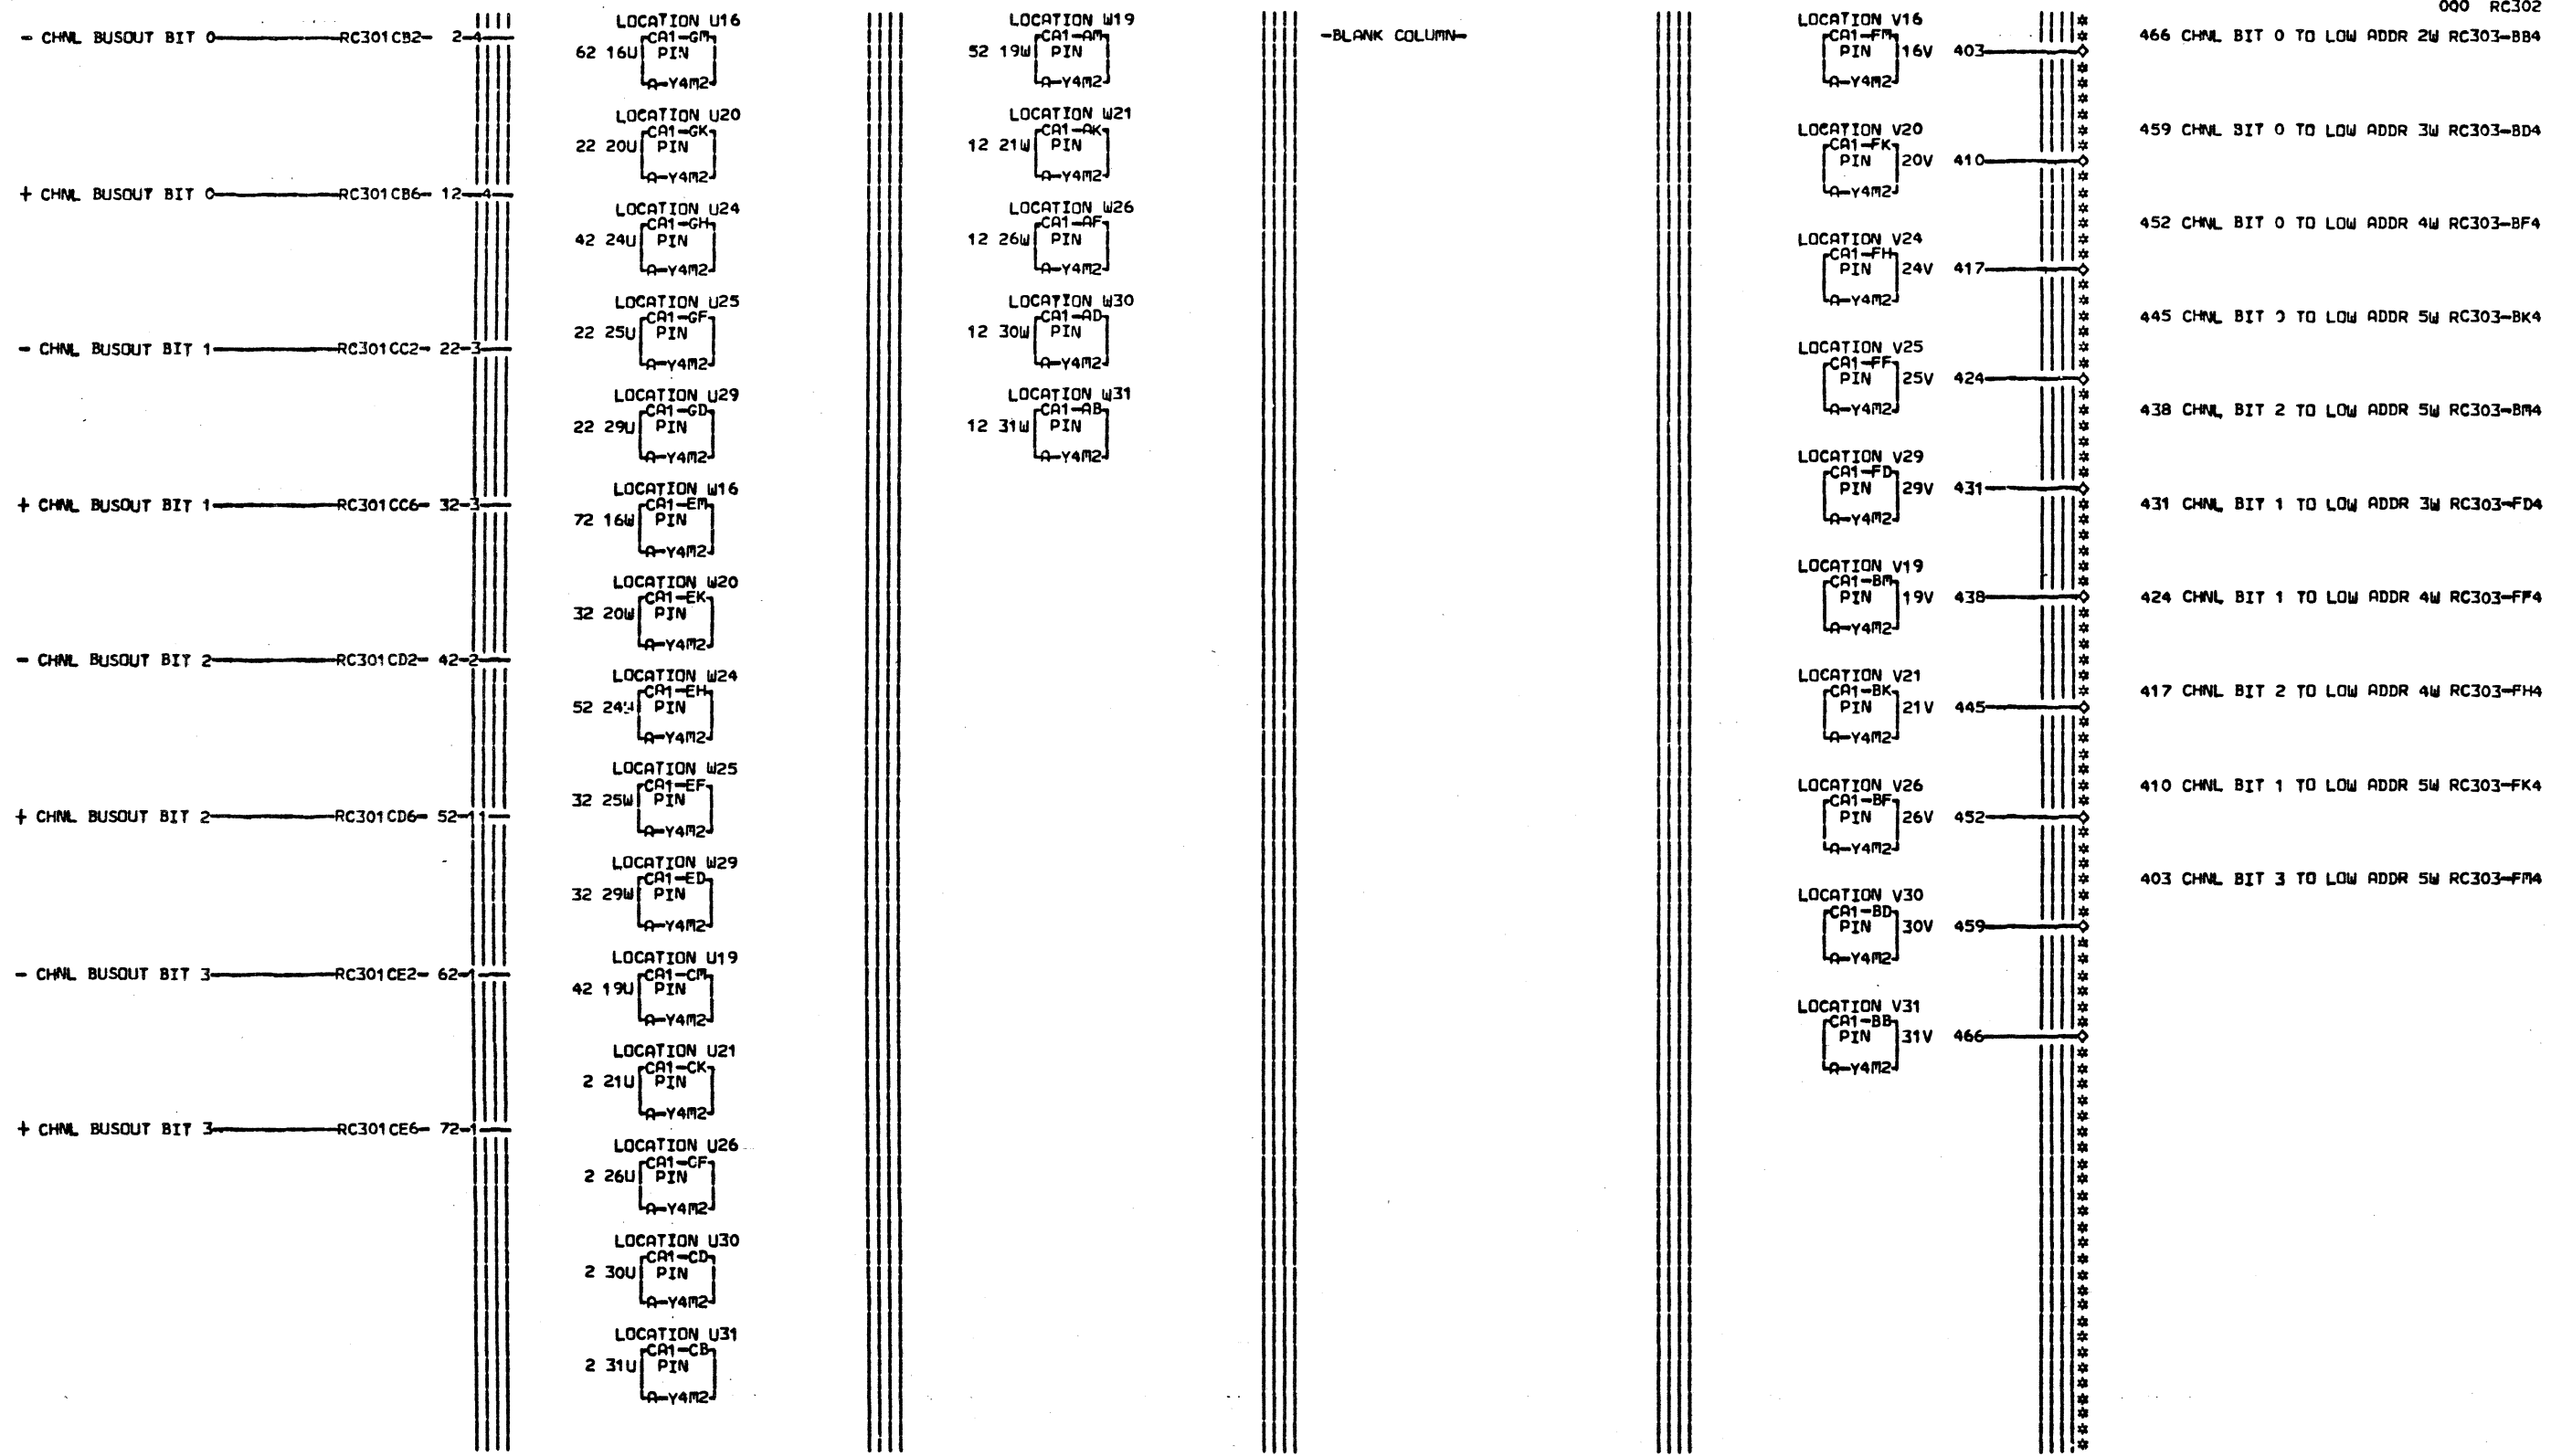 000 RC302
- CHNL BUSOUT BIT 0 RC301CB2- 2-4
+ CHNL BUSOUT BIT 0 RC301CB6- 12-4
- CHNL BUSOUT BIT 1 RC301CC2- 22-3
+ CHNL BUSOUT BIT 1 RC301CC6- 32-3
- CHNL BUSOUT BIT 2 RC301CD2- 42-2
+ CHNL BUSOUT BIT 2 RC301CD6- 52-11
- CHNL BUSOUT BIT 3 RC301CE2- 62-1
+ CHNL BUSOUT BIT 3 RC301CE6- 72-1
LOCATION U16
CA1-GM
62 16U PIN
A-Y4M2
LOCATION U20
CA1-GK
22 20U PIN
A-Y4M2
LOCATION U24
CA1-GH
42 24U PIN
A-Y4M2
LOCATION U25
CA1-GF
22 25U PIN
A-Y4M2
LOCATION U29
CA1-GD
22 29U PIN
A-Y4M2
LOCATION W16
CA1-EM
72 16W PIN
A-Y4M2
LOCATION W20
CA1-EK
32 20W PIN
A-Y4M2
LOCATION W24
CA1-EH
52 24W PIN
A-Y4M2
LOCATION W25
CA1-EF
32 25W PIN
A-Y4M2
LOCATION W29
CA1-ED
32 29W PIN
A-Y4M2
LOCATION U19
CA1-CM
42 19U PIN
A-Y4M2
LOCATION U21
CA1-CK
2 21U PIN
A-Y4M2
LOCATION U26
CA1-CF
2 26U PIN
A-Y4M2
LOCATION U30
CA1-CD
2 30U PIN
A-Y4M2
LOCATION U31
CA1-CB
2 31U PIN
A-Y4M2
LOCATION W19
CA1-AM
52 19W PIN
A-Y4M2
LOCATION W21
CA1-AK
12 21W PIN
A-Y4M2
LOCATION W26
CA1-AF
12 26W PIN
A-Y4M2
LOCATION W30
CA1-AD
12 30W PIN
A-Y4M2
LOCATION W31
CA1-AB
12 31W PIN
A-Y4M2
-BLANK COLUMN-
LOCATION V16
CA1-FM
PIN 16V 403
A-Y4M2
LOCATION V20
CA1-FK
PIN 20V 410
A-Y4M2
LOCATION V24
CA1-FH
PIN 24V 417
A-Y4M2
LOCATION V25
CA1-FF
PIN 25V 424
A-Y4M2
LOCATION V29
CA1-FD
PIN 29V 431
A-Y4M2
LOCATION V19
CA1-BM
PIN 19V 438
A-Y4M2
LOCATION V21
CA1-BK
PIN 21V 445
A-Y4M2
LOCATION V26
CA1-BF
PIN 26V 452
A-Y4M2
LOCATION V30
CA1-BD
PIN 30V 459
A-Y4M2
LOCATION V31
CA1-BB
PIN 31V 466
A-Y4M2
466 CHNL BIT 0 TO LOW ADDR 2W RC303-BB4
459 CHNL BIT 0 TO LOW ADDR 3W RC303-BD4
452 CHNL BIT 0 TO LOW ADDR 4W RC303-BF4
445 CHNL BIT 0 TO LOW ADDR 5W RC303-BK4
438 CHNL BIT 2 TO LOW ADDR 5W RC303-BM4
431 CHNL BIT 1 TO LOW ADDR 3W RC303-FD4
424 CHNL BIT 1 TO LOW ADDR 4W RC303-FF4
417 CHNL BIT 2 TO LOW ADDR 4W RC303-FH4
410 CHNL BIT 1 TO LOW ADDR 5W RC303-FK4
403 CHNL BIT 3 TO LOW ADDR 5W RC303-FM4